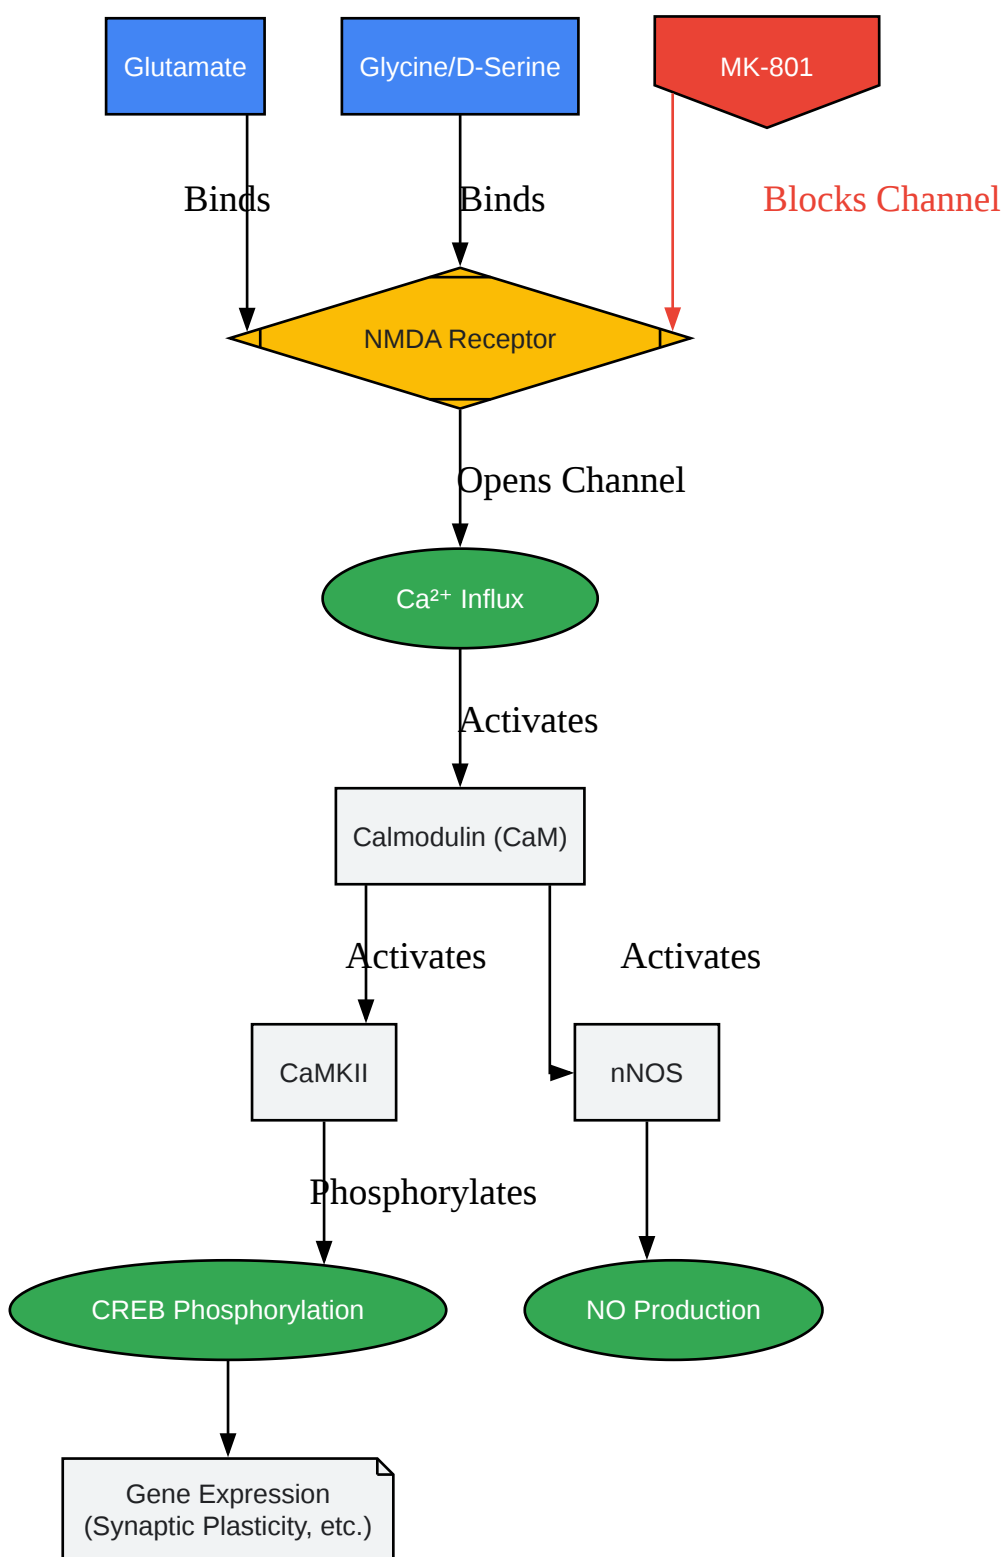 Glutamate
Glycine/D-Serine
MK-801
Binds
Binds
Blocks Channel
NMDA Receptor
Opens Channel
Ca²⁺ Influx
Activates
Calmodulin (CaM)
Activates
Activates
CaMKII
nNOS
Phosphorylates
CREB Phosphorylation
NO Production
Gene Expression
(Synaptic Plasticity, etc.)